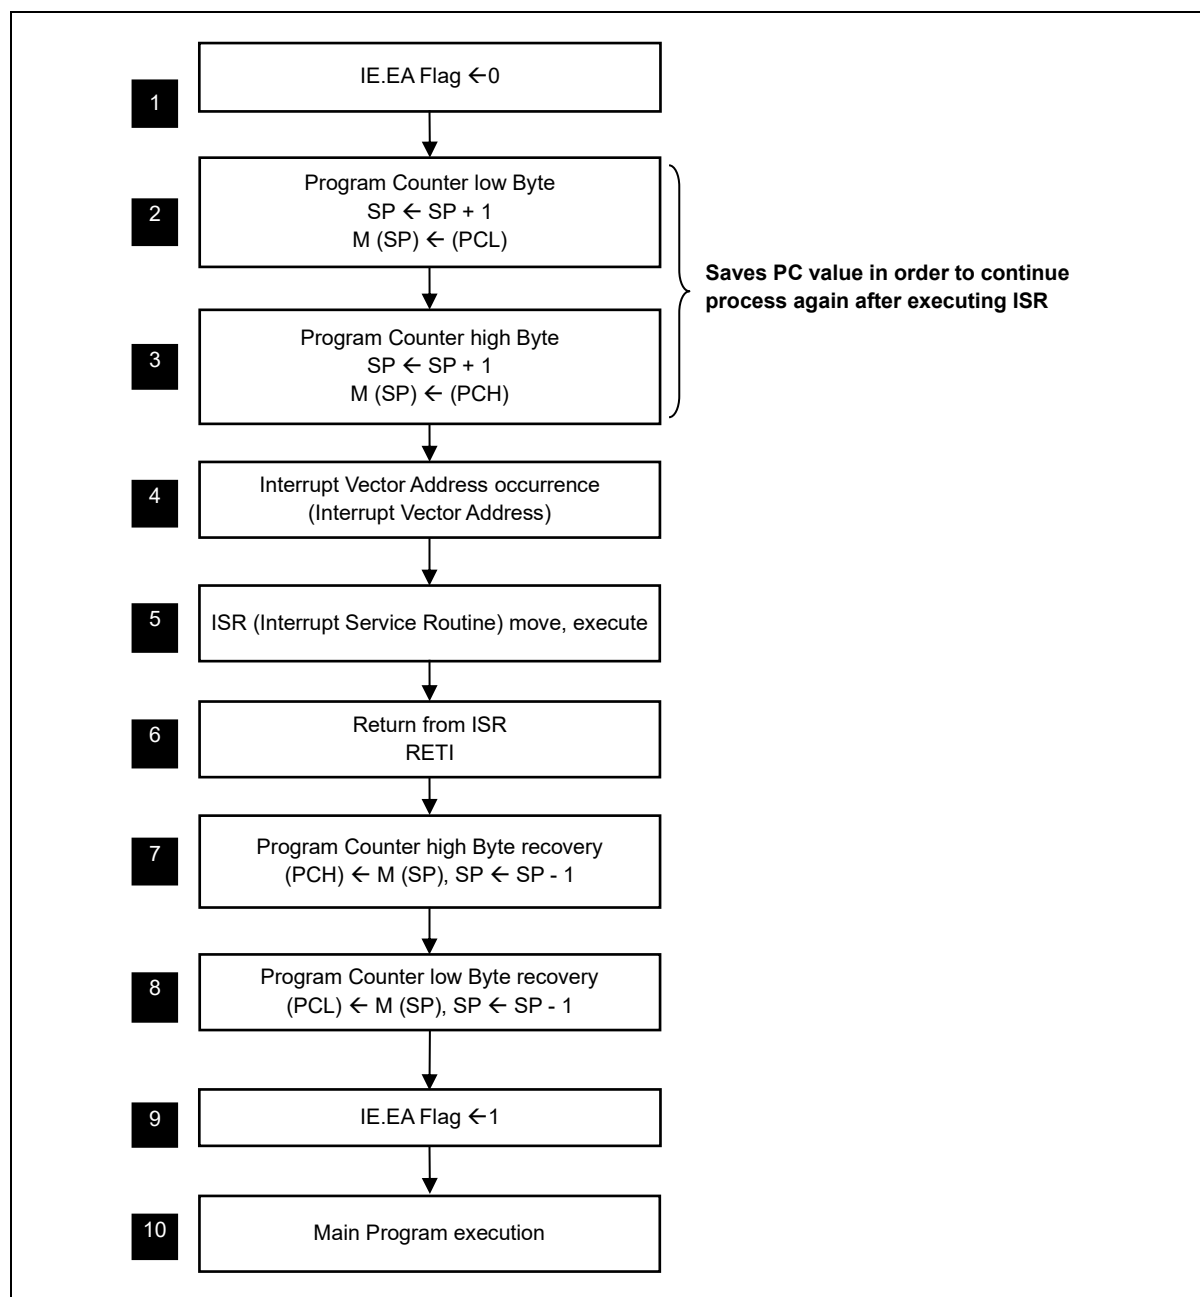 1
IE.EA Flag ←0
2
Program Counter low Byte
SP ← SP + 1
M (SP) ← (PCL)
Saves PC value in order to continue
process again after executing ISR
3
Program Counter high Byte
SP ← SP + 1
M (SP) ← (PCH)
4
Interrupt Vector Address occurrence
(Interrupt Vector Address)
5
ISR (Interrupt Service Routine) move, execute
6
Return from ISR
RETI
7
Program Counter high Byte recovery
(PCH) ← M (SP), SP ← SP - 1
8
Program Counter low Byte recovery
(PCL) ← M (SP), SP ← SP - 1
9
IE.EA Flag ←1
10
Main Program execution